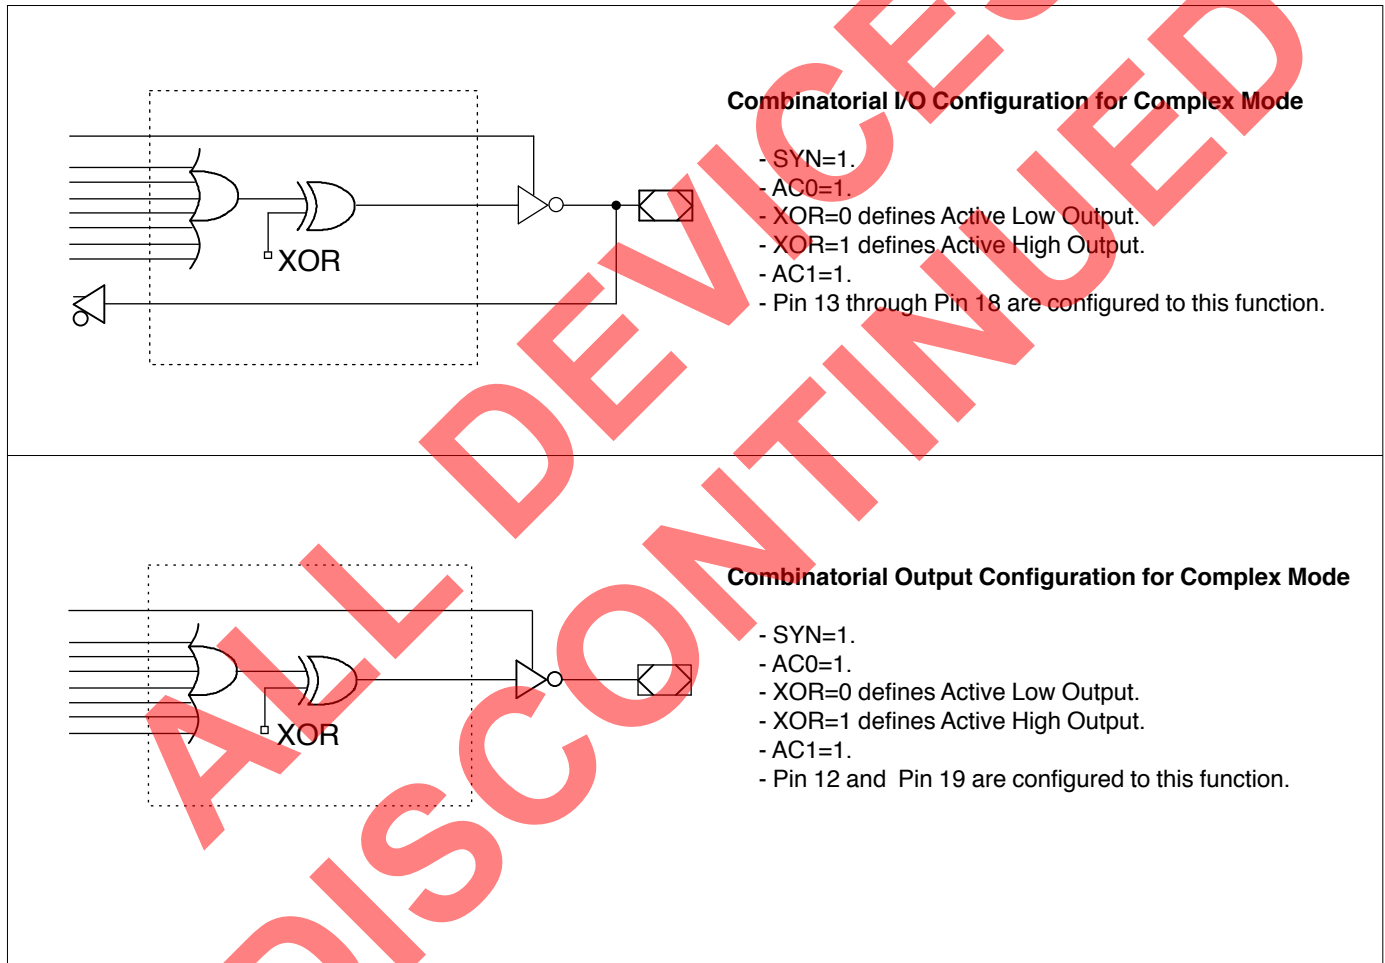 Combinatorial I/O Configuration for Complex Mode
- SYN=1.
- AC0=1.
- XOR=0 defines Active Low Output.
- XOR=1 defines Active High Output.
- AC1=1.
- Pin 13 through Pin 18 are configured to this function.
XOR
Combinatorial Output Configuration for Complex Mode
- SYN=1.
- AC0=1.
- XOR=0 defines Active Low Output.
- XOR=1 defines Active High Output.
- AC1=1.
- Pin 12 and  Pin 19 are configured to this function.
XOR
ALL DEVICES
DISCONTINUED